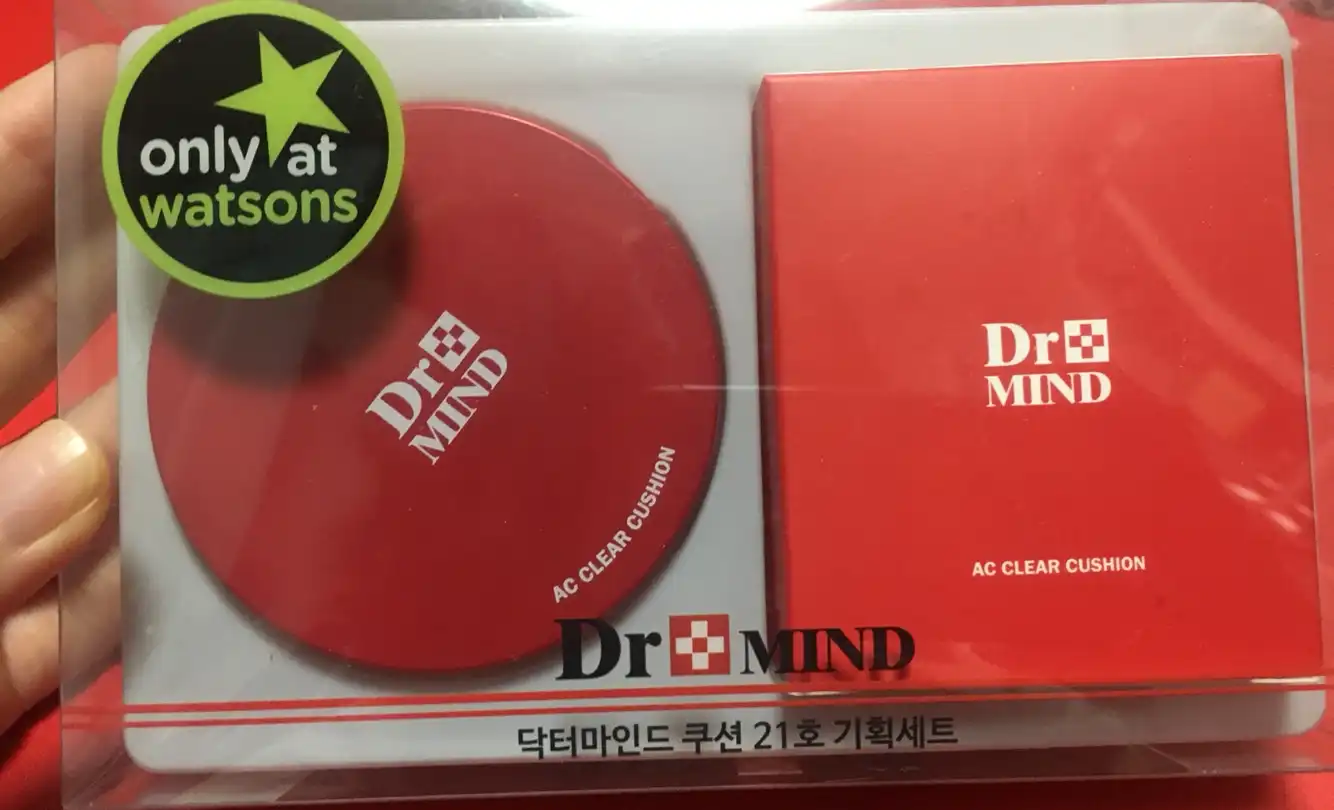 only at
watsons
Dr
MIND
AC CLEAR CUSHION
Dr
MIND
AC CLEAR CUSHION
Dr MIND
닥터마인드 쿠션 21호 기획세트